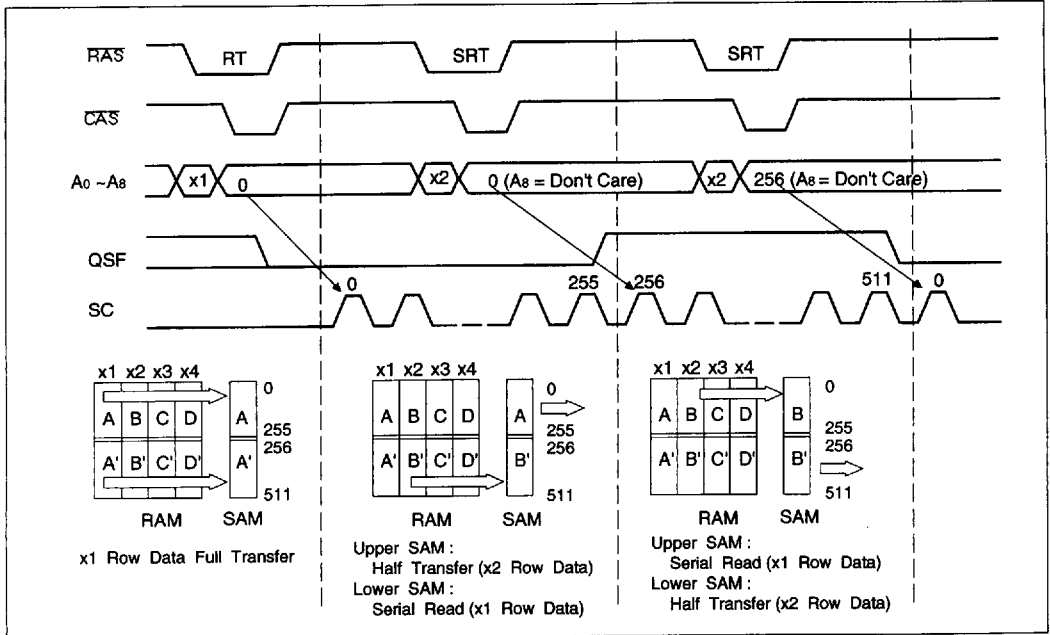 RAS RT SRT SRT
CAS
A0 ~A8 x1 0 x2 0 (A8 = Don't Care) x2 256 (A8 = Don't Care)
QSF
SC 0 255 256 511 0
x1 x2 x3 x4 x1 x2 x3 x4 x1 x2 x3 x4
0 0 0
A B C D A A B C D A A B C D B
255 255 255
256 256 256
A' B' C' D' A' A' B' C' D' B' A' B' C' D' B'
511 511 511
RAM SAM RAM SAM RAM SAM
x1 Row Data Full Transfer
Upper SAM :
Half Transfer (x2 Row Data)
Lower SAM :
Serial Read (x1 Row Data)
Upper SAM :
Serial Read (x1 Row Data)
Lower SAM :
Half Transfer (x2 Row Data)